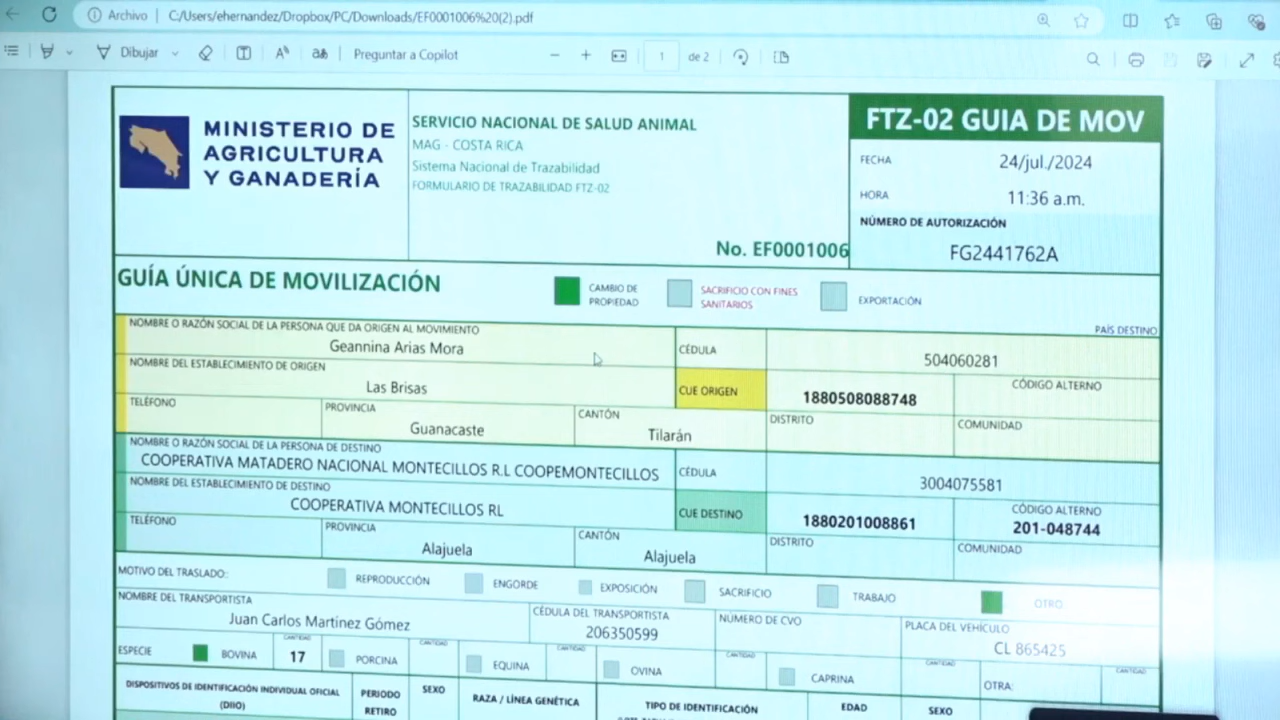 Archivo | C:/Users/ehernandez/Dropbox/PC/Downloads/EF0001006%20(2).pdf
Dibujar
Preguntar a Copilot
1 de 2
MINISTERIO DE
AGRICULTURA
Y GANADERÍA
SERVICIO NACIONAL DE SALUD ANIMAL
MAG - COSTA RICA
Sistema Nacional de Trazabilidad
FORMULARIO DE TRAZABILIDAD FTZ-02
No. EF0001006
FTZ-02 GUIA DE MOV
FECHA 24/jul./2024
HORA 11:36 a.m.
NÚMERO DE AUTORIZACIÓN
FG2441762A
GUÍA ÚNICA DE MOVILIZACIÓN
CAMBIO DE
PROPIEDAD
SACRIFICIO CON FINES
SANITARIOS
EXPORTACIÓN
PAÍS DESTINO
NOMBRE O RAZÓN SOCIAL DE LA PERSONA QUE DA ORIGEN AL MOVIMIENTO
Geannina Arias Mora
CÉDULA 504060281
NOMBRE DEL ESTABLECIMIENTO DE ORIGEN
Las Brisas
CUE ORIGEN 1880508088748
CÓDIGO ALTERNO
TELÉFONO
PROVINCIA
Guanacaste
CANTÓN
Tilarán
DISTRITO
COMUNIDAD
NOMBRE O RAZÓN SOCIAL DE LA PERSONA DE DESTINO
COOPERATIVA MATADERO NACIONAL MONTECILLOS R.L COOPEMONTECILLOS
CÉDULA 3004075581
NOMBRE DEL ESTABLECIMIENTO DE DESTINO
COOPERATIVA MONTECILLOS RL
CUE DESTINO 1880201008861
CÓDIGO ALTERNO
201-048744
TELÉFONO
PROVINCIA
Alajuela
CANTÓN
Alajuela
DISTRITO
COMUNIDAD
MOTIVO DEL TRASLADO: REPRODUCCIÓN ENGORDE EXPOSICIÓN SACRIFICIO TRABAJO OTRO
NOMBRE DEL TRANSPORTISTA
Juan Carlos Martinez Gómez
CÉDULA DEL TRANSPORTISTA
206350599
NÚMERO DE CVO
PLACA DEL VEHÍCULO
CL 865425
CANTIDAD CANTIDAD CANTIDAD CANTIDAD CANTIDAD CANTIDAD
ESPECIE BOVINA 17 PORCINA EQUINA OVINA CAPRINA OTRA:
DISPOSITIVOS DE IDENTIFICACIÓN INDIVIDUAL OFICIAL
(DIIO)
PERIODO
RETIRO
SEXO
RAZA / LÍNEA GENÉTICA
TIPO DE IDENTIFICACIÓN
EDAD
SEXO